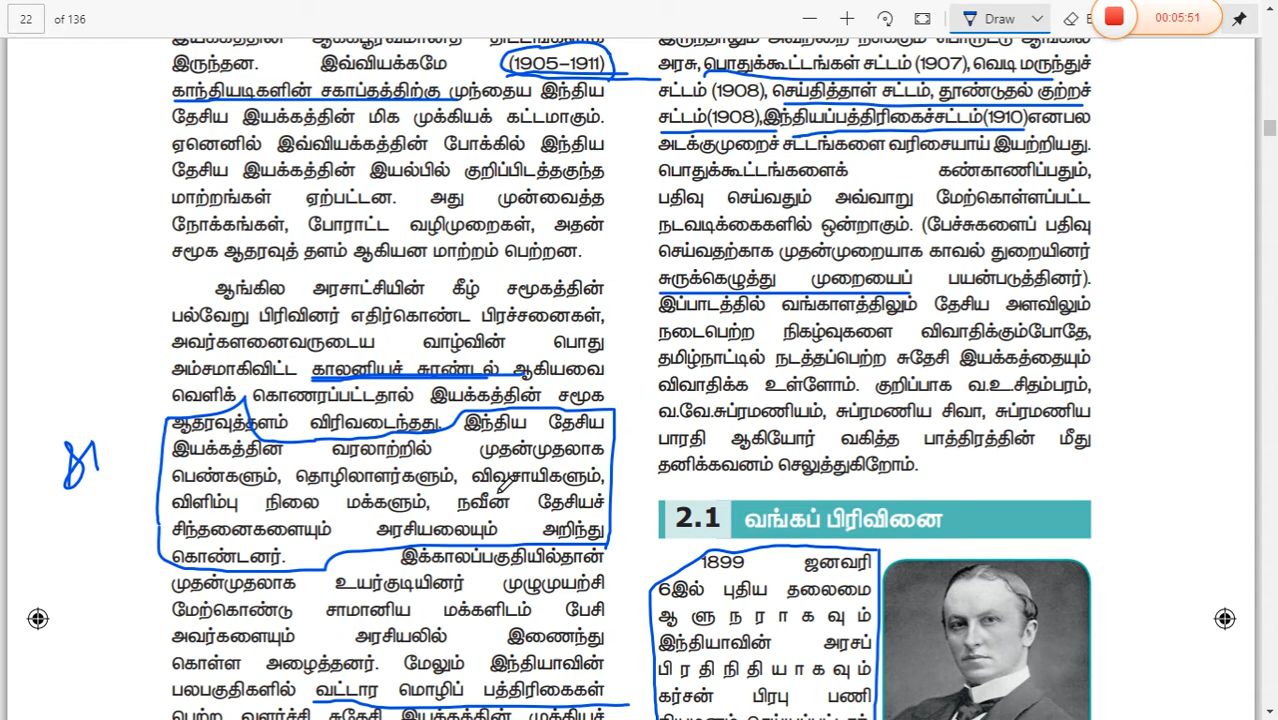 22
of 136
Draw
00:05:51
இருந்தன. இவ்வியக்கமே (1905–1911)
காந்தியடிகளின் சகாப்தத்திற்கு முந்தைய இந்திய
தேசிய இயக்கத்தின் மிக முக்கியக் கட்டமாகும்.
ஏனெனில் இவ்வியக்கத்தின் போக்கில் இந்திய
தேசிய இயக்கத்தின் இயல்பில் குறிப்பிடத்தகுந்த
மாற்றங்கள் ஏற்பட்டன. அது முன்வைத்த
நோக்கங்கள், போராட்ட வழிமுறைகள், அதன்
சமூக ஆதரவுத் தளம் ஆகியன மாற்றம் பெற்றன.
ஆங்கில அரசாட்சியின் கீழ் சமூகத்தின்
பல்வேறு பிரிவினர் எதிர்கொண்ட பிரச்சனைகள்,
அவர்களனைவருடைய வாழ்வின் பொது
அம்சமாகிவிட்ட காலனியச் சுரண்டல் ஆகியவை
வெளிக் கொணரப்பட்டதால் இயக்கத்தின் சமூக
ஆதரவுத்தளம் விரிவடைந்தது. இந்திய தேசிய
இயக்கத்தின் வரலாற்றில் முதன்முதலாக
பெண்களும், தொழிலாளர்களும், விவசாயிகளும்,
விளிம்பு நிலை மக்களும், நவீன தேசியச்
சிந்தனைகளையும் அரசியலையும் அறிந்து
கொண்டனர். இக்காலப்பகுதியில்தான்
முதன்முதலாக உயர்குடியினர் முழுமுயற்சி
மேற்கொண்டு சாமானிய மக்களிடம் பேசி
அவர்களையும் அரசியலில் இணைந்து
கொள்ள அழைத்தனர். மேலும் இந்தியாவின்
பலபகுதிகளில் வட்டார மொழிப் பத்திரிகைகள்
பெற்ற வளர்ச்சி சுதேசி இயக்கத்தின் முக்கியச்
இருந்தாலும் அவற்றை நலிக்கும் பொருட்டு ஆங்கில
அரசு, பொதுக்கூட்டங்கள் சட்டம் (1907), வெடி மருந்துச்
சட்டம் (1908), செய்தித்தாள் சட்டம், தூண்டுதல் குற்றச்
சட்டம்(1908),இந்தியப்பத்திரிகைச்சட்டம்(1910)எனபல
அடக்குமுறைச் சட்டங்களை வரிசையாய் இயற்றியது.
பொதுக்கூட்டங்களைக் கண்காணிப்பதும்,
பதிவு செய்வதும் அவ்வாறு மேற்கொள்ளப்பட்ட
நடவடிக்கைகளில் ஒன்றாகும். (பேச்சுகளைப் பதிவு
செய்வதற்காக முதன்முறையாக காவல் துறையினர்
சுருக்கெழுத்து முறையைப் பயன்படுத்தினர்).
இப்பாடத்தில் வங்காளத்திலும் தேசிய அளவிலும்
நடைபெற்ற நிகழ்வுகளை விவாதிக்கும்போதே,
தமிழ்நாட்டில் நடத்தப்பெற்ற சுதேசி இயக்கத்தையும்
விவாதிக்க உள்ளோம். குறிப்பாக வ.உ.சிதம்பரம்,
வ.வே.சுப்ரமணியம், சுப்ரமணிய சிவா, சுப்ரமணிய
பாரதி ஆகியோர் வகித்த பாத்திரத்தின் மீது
தனிக்கவனம் செலுத்துகிறோம்.
2.1 வங்கப் பிரிவினை
1899 ஜனவரி
6இல் புதிய தலைமை
ஆளுநராகவும்
இந்தியாவின் அரசப்
பிரதிநிதியாகவும்
கர்சன் பிரபு பணி
நியமனம் செய்யப்பட்டார்